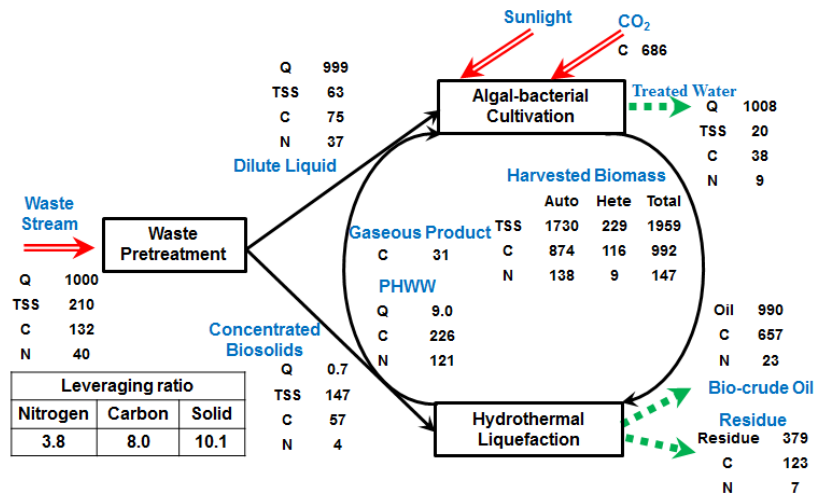 Sunlight
CO2
C 686
Q 999
TSS 63
C 75
N 37
Dilute Liquid
Algal-bacterial
Cultivation
Treated Water
Q 1008
TSS 20
C 38
N 9
Harvested Biomass
Auto Hete Total
TSS 1730 229 1959
C 874 116 992
N 138 9 147
Waste
Stream
Waste
Pretreatment
Q 1000
TSS 210
C 132
N 40
Gaseous Product
C 31
PHWW
Q 9.0
C 226
N 121
Concentrated
Biosolids
Q 0.7
TSS 147
C 57
N 4
Oil 990
C 657
N 23
Bio-crude Oil
Leveraging ratio
Nitrogen Carbon Solid
3.8 8.0 10.1
Hydrothermal
Liquefaction
Residue
Residue 379
C 123
N 7